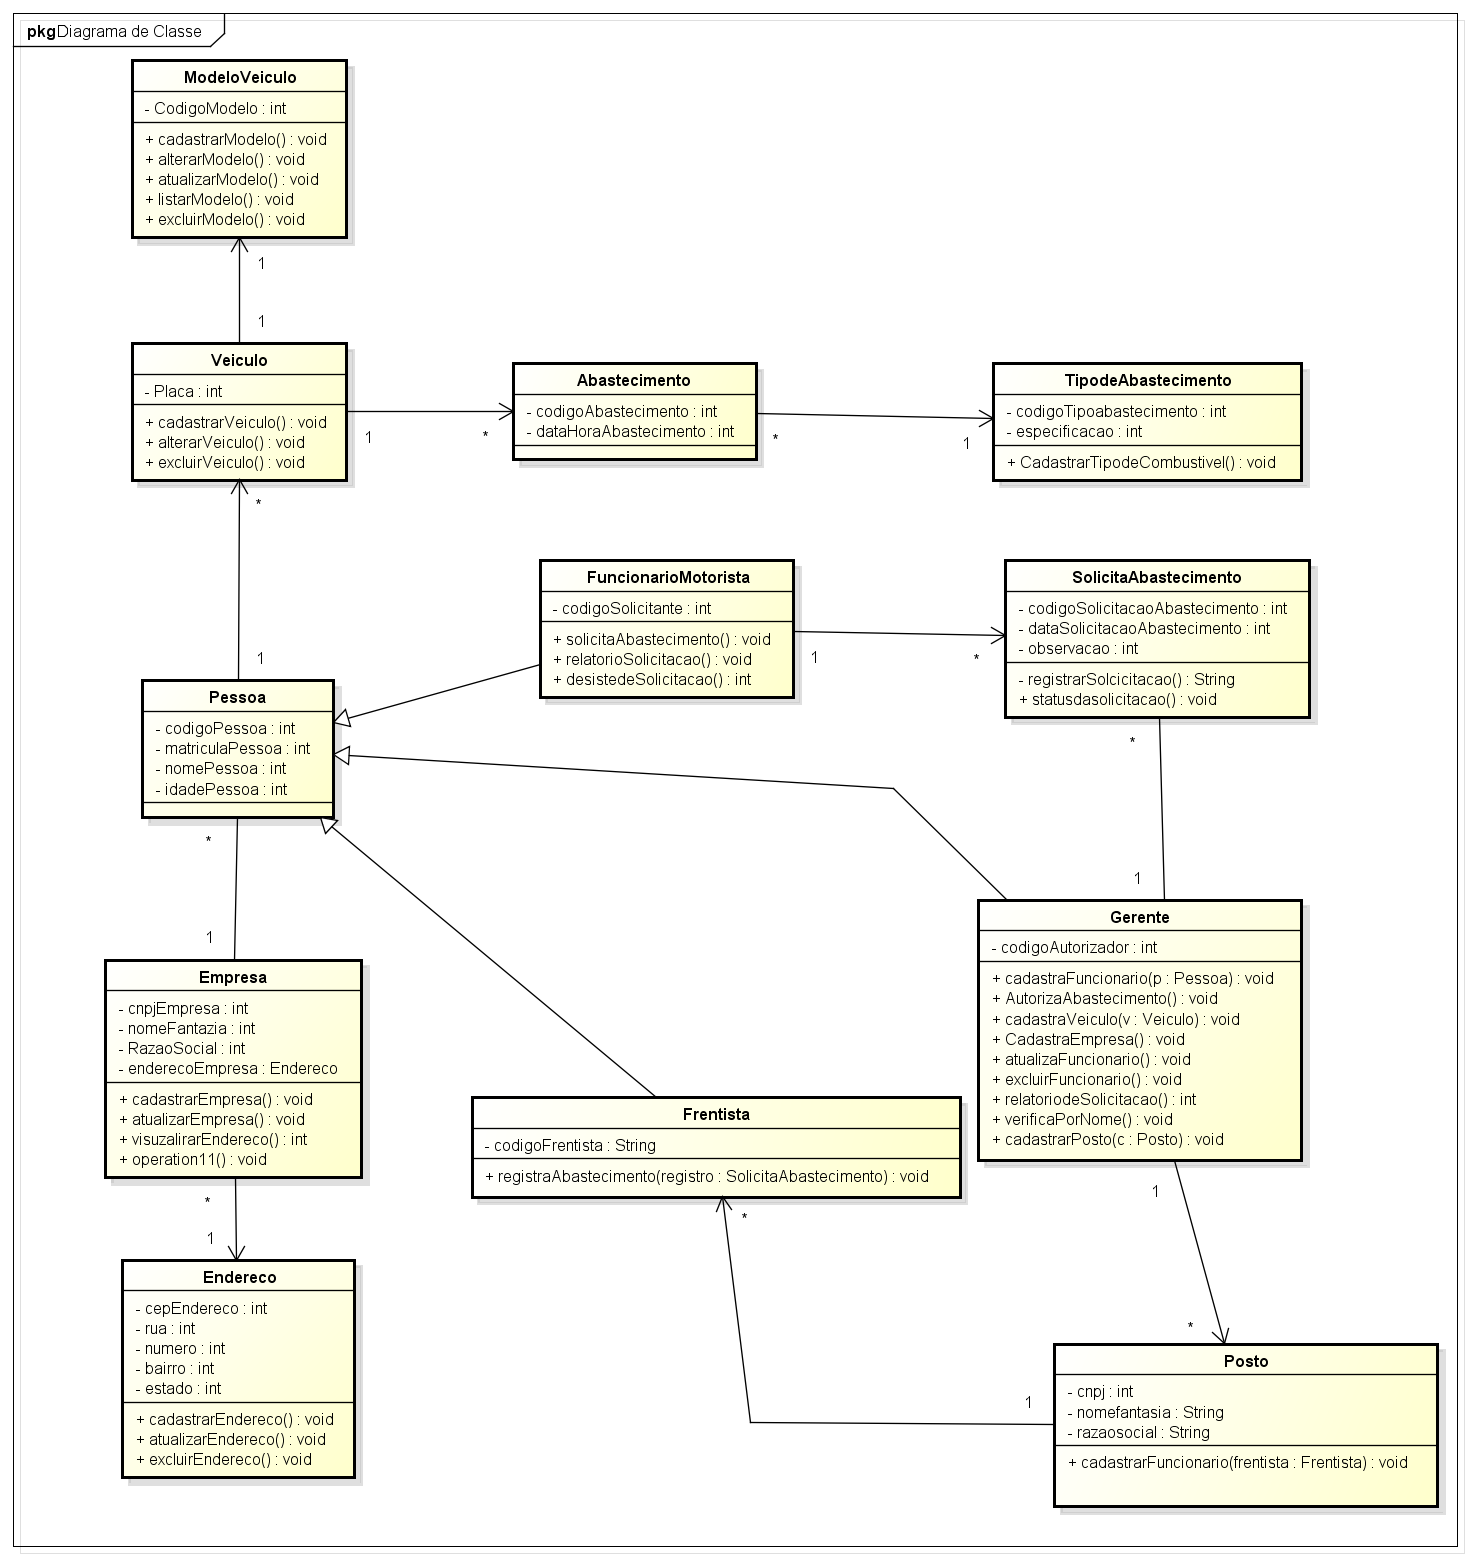 pkg Diagrama de Classe
ModeloVeiculo
- CodigoModelo : int
+ cadastrarModelo() : void
+ alterarModelo() : void
+ atualizarModelo() : void
+ listarModelo() : void
+ excluirModelo() : void
1
1
Veiculo
- Placa : int
+ cadastrarVeiculo() : void
+ alterarVeiculo() : void
+ excluirVeiculo() : void
1
*
Abastecimento
- codigoAbastecimento : int
- dataHoraAbastecimento : int
*
1
TipodeAbastecimento
- codigoTipoabastecimento : int
- especificacao : int
+ CadastrarTipodeCombustivel() : void
*
1
FuncionarioMotorista
- codigoSolicitante : int
+ solicitaAbastecimento() : void
+ relatorioSolicitacao() : void
+ desistedeSolicitacao() : int
1
*
SolicitaAbastecimento
- codigoSolicitacaoAbastecimento : int
- dataSolicitacaoAbastecimento : int
- observacao : int
- registrarSolcicitacao() : String
+ statusdasolicitacao() : void
*
1
Pessoa
- codigoPessoa : int
- matriculaPessoa : int
- nomePessoa : int
- idadePessoa : int
*
1
Empresa
- cnpjEmpresa : int
- nomeFantazia : int
- RazaoSocial : int
- enderecoEmpresa : Endereco
+ cadastrarEmpresa() : void
+ atualizarEmpresa() : void
+ visuzalirarEndereco() : int
+ operation11() : void
*
1
Endereco
- cepEndereco : int
- rua : int
- numero : int
- bairro : int
- estado : int
+ cadastrarEndereco() : void
+ atualizarEndereco() : void
+ excluirEndereco() : void
Gerente
- codigoAutorizador : int
+ cadastraFuncionario(p : Pessoa) : void
+ AutorizaAbastecimento() : void
+ cadastraVeiculo(v : Veiculo) : void
+ CadastraEmpresa() : void
+ atualizaFuncionario() : void
+ excluirFuncionario() : void
+ relatoriodeSolicitacao() : int
+ verificaPorNome() : void
+ cadastrarPosto(c : Posto) : void
Frentista
- codigoFrentista : String
+ registraAbastecimento(registro : SolicitaAbastecimento) : void
*
1
1
*
Posto
- cnpj : int
- nomefantasia : String
- razaosocial : String
+ cadastrarFuncionario(frentista : Frentista) : void